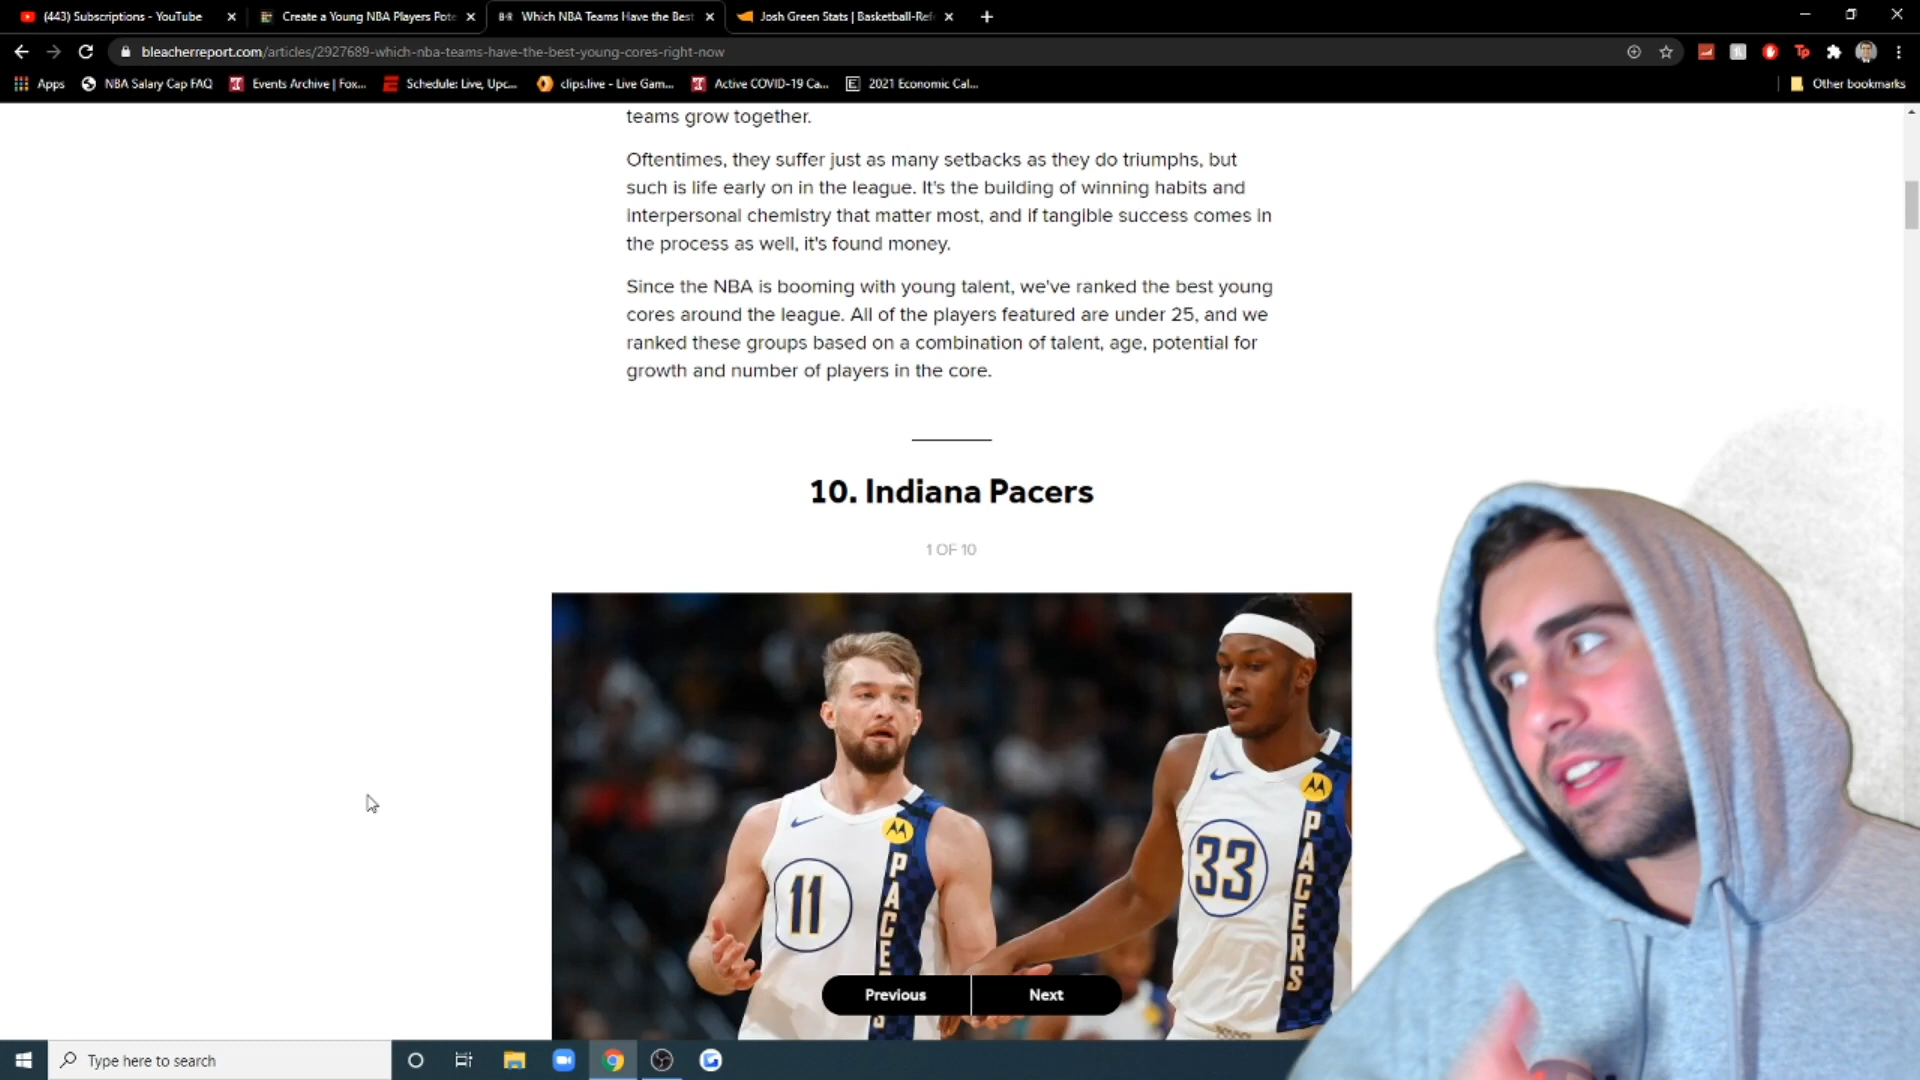 (443) Subscriptions - YouTube
Create a Young NBA Players Pote
Which NBA Teams Have the Best
Josh Green Stats | Basketball-Ref
bleacherreport.com/articles/2927689-which-nba-teams-have-the-best-young-cores-right-now
Apps
NBA Salary Cap FAQ
Events Archive | Fox...
Schedule: Live, Upc...
clips.live - Live Gam...
Active COVID-19 Ca...
2021 Economic Cal...
Other bookmarks
teams grow together.
Oftentimes, they suffer just as many setbacks as they do triumphs, but
such is life early on in the league. It's the building of winning habits and
interpersonal chemistry that matter most, and if tangible success comes in
the process as well, it's found money.
Since the NBA is booming with young talent, we've ranked the best young
cores around the league. All of the players featured are under 25, and we
ranked these groups based on a combination of talent, age, potential for
growth and number of players in the core.
10. Indiana Pacers
1 OF 10
11
PACERS
33
PACERS
Previous
Next
Type here to search